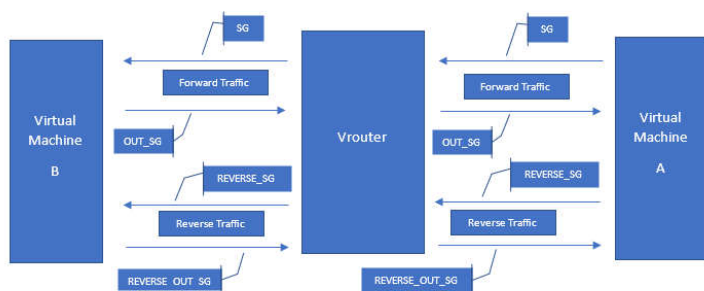 SG
SG
Forward Traffic
Forward Traffic
Virtual
Machine
B
Vrouter
Virtual
Machine
A
OUT_SG
OUT_SG
REVERSE_SG
REVERSE_SG
Reverse Traffic
Reverse Traffic
REVERSE_OUT_SG
REVERSE_OUT_SG